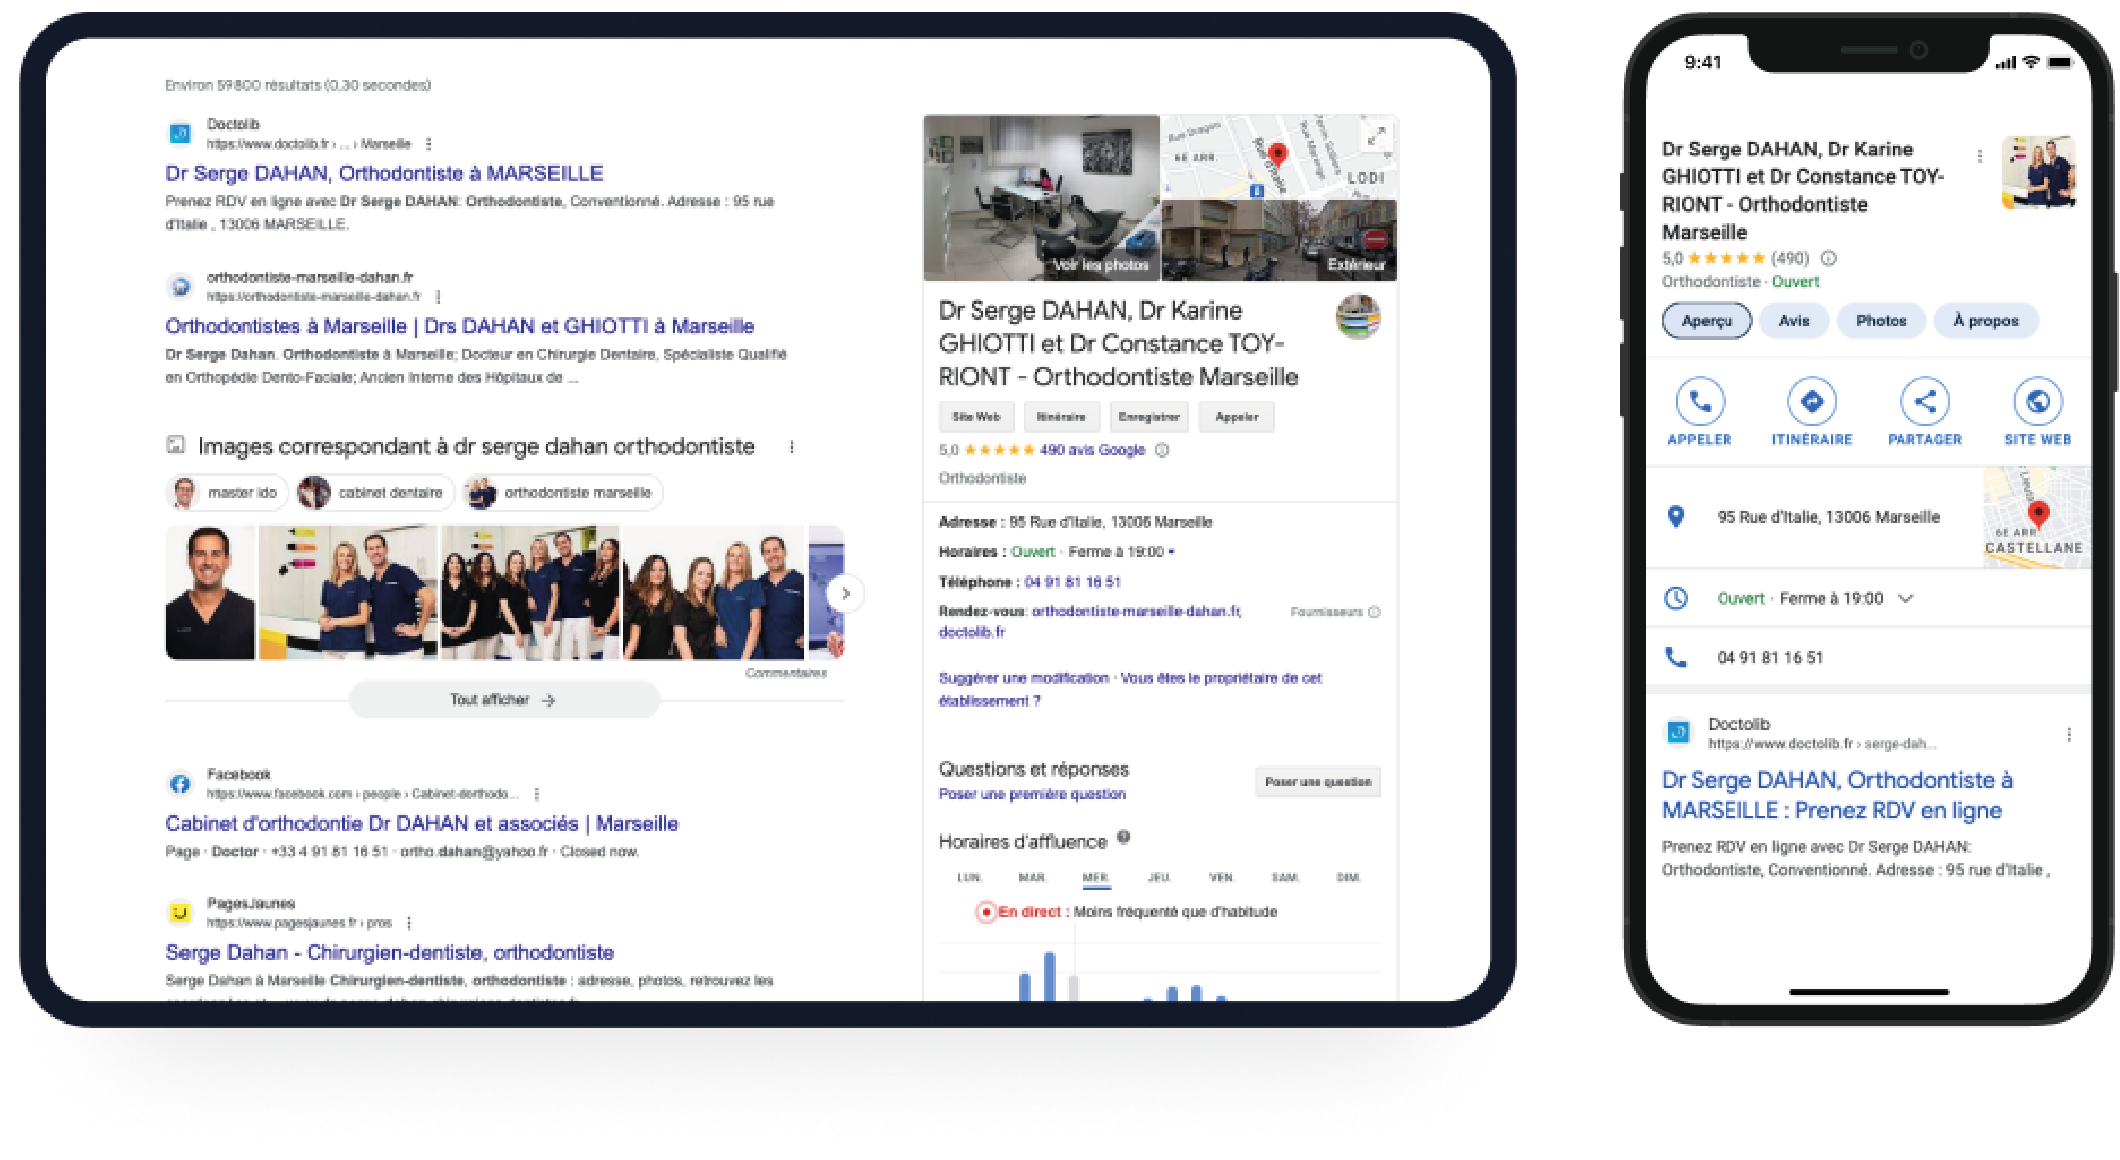 Environ 59800 résultats (0,30 secondes)
Doctolib
https://www.doctolib.fr › ... › Marseille
Dr Serge DAHAN, Orthodontiste à MARSEILLE
Prenez RDV en ligne avec Dr Serge DAHAN: Orthodontiste, Conventionné. Adresse : 95 rue
d'Italie , 13006 MARSEILLE.
orthodontiste-marseille-dahan.fr
https://orthodontiste-marseille-dahan.fr
Orthodontistes à Marseille | Drs DAHAN et GHIOTTI à Marseille
Dr Serge Dahan. Orthodontiste à Marseille; Docteur en Chirurgie Dentaire, Spécialiste Qualifié
en Orthopédie Dento-Faciale; Ancien Interne des Hôpitaux de ...
Images correspondant à dr serge dahan orthodontiste
master ido
cabinet dentaire
orthodontiste marseille
Commentaires
Tout afficher →
Facebook
https://www.facebook.com › people › Cabinet-dorthodo...
Cabinet d'orthodontie Dr DAHAN et associés | Marseille
Page · Doctor · +33 4 91 81 16 51 · ortho.dahan@yahoo.fr · Closed now.
PagesJaunes
https://www.pagesjaunes.fr › pros
Serge Dahan - Chirurgien-dentiste, orthodontiste
Serge Dahan à Marseille Chirurgien-dentiste, orthodontiste : adresse, photos, retrouvez les
Voir les photos
Rue Dragon
6E ARR.
Rue d'Italie
LODI
Extérieur
Dr Serge DAHAN, Dr Karine
GHIOTTI et Dr Constance TOY-
RIONT - Orthodontiste Marseille
Site Web
Itinéraire
Enregistrer
Appeler
5,0 ★★★★★ 490 avis Google
Orthodontiste
Adresse : 95 Rue d'Italie, 13006 Marseille
Horaires : Ouvert · Ferme à 19:00
Téléphone : 04 91 81 16 51
Rendez-vous: orthodontiste-marseille-dahan.fr,
doctolib.fr
Fournisseurs
Suggérer une modification · Vous êtes le propriétaire de cet
établissement ?
Questions et réponses
Poser une première question
Poser une question
Horaires d'affluence
LUN. MAR. MER. JEU. VEN. SAM. DIM.
En direct : Moins fréquenté que d'habitude
9:41
Dr Serge DAHAN, Dr Karine
GHIOTTI et Dr Constance TOY-
RIONT - Orthodontiste
Marseille
5,0 ★★★★★ (490)
Orthodontiste · Ouvert
Aperçu
Avis
Photos
À propos
APPELER
ITINÉRAIRE
PARTAGER
SITE WEB
95 Rue d'Italie, 13006 Marseille
6E ARR.
CASTELLANE
Ouvert · Ferme à 19:00
04 91 81 16 51
Doctolib
https://www.doctolib.fr › serge-dah...
Dr Serge DAHAN, Orthodontiste à
MARSEILLE : Prenez RDV en ligne
Prenez RDV en ligne avec Dr Serge DAHAN:
Orthodontiste, Conventionné. Adresse : 95 rue d'Italie ,